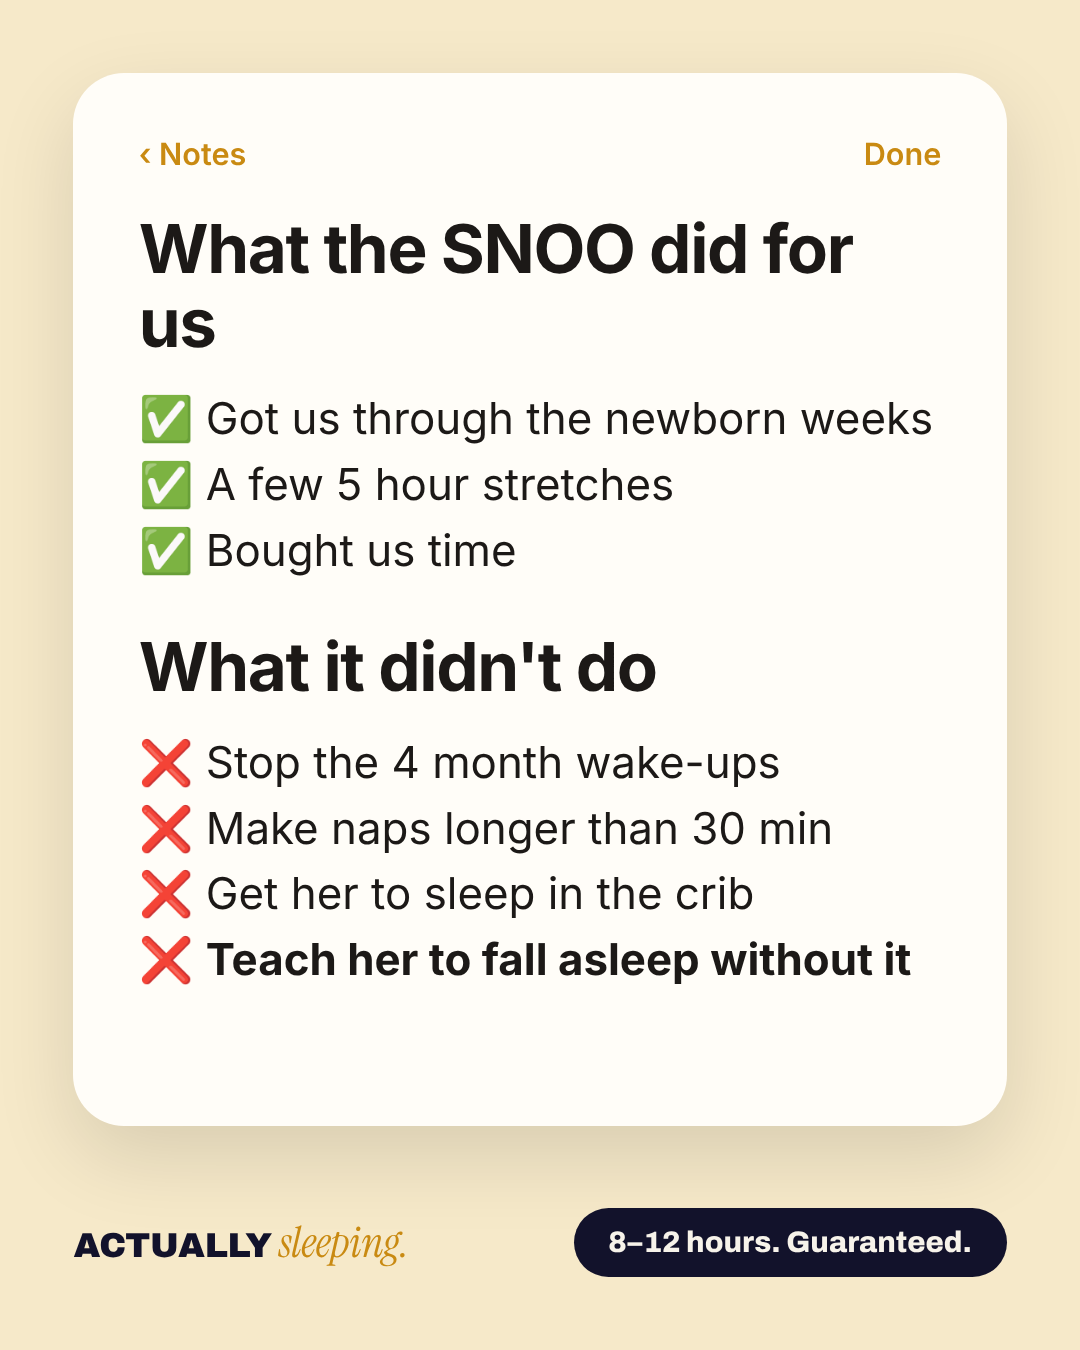 ‹ Notes
Done
What the SNOO did for
us
✅ Got us through the newborn weeks
✅ A few 5 hour stretches
✅ Bought us time
What it didn't do
❌ Stop the 4 month wake-ups
❌ Make naps longer than 30 min
❌ Get her to sleep in the crib
❌ Teach her to fall asleep without it
ACTUALLY sleeping.
8–12 hours. Guaranteed.